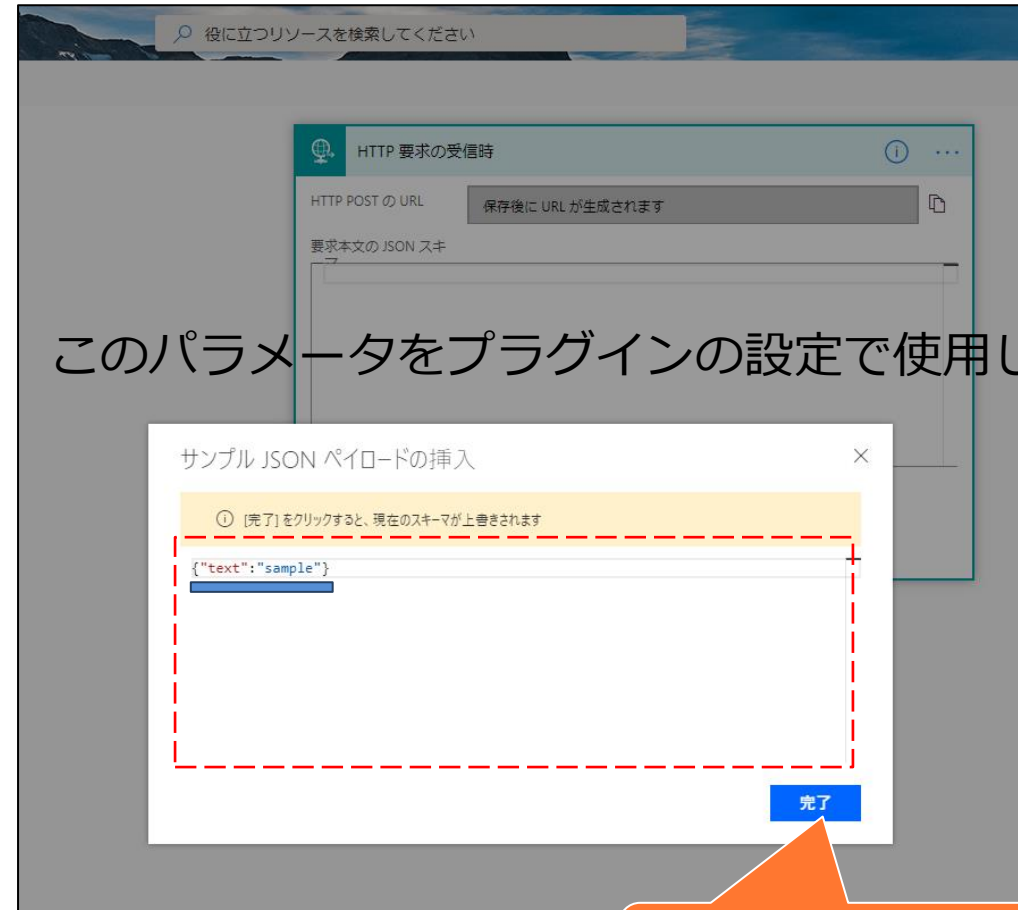 役に立つリソースを検索してください
HTTP 要求の受信時
HTTP POST の URL
保存後に URL が生成されます
要求本文の JSON スキ
このパラメータをプラグインの設定で使用し
サンプル JSON ペイロードの挿入
[完了] をクリックすると、現在のスキーマが上書きされます
{"text":"sample"}
完了